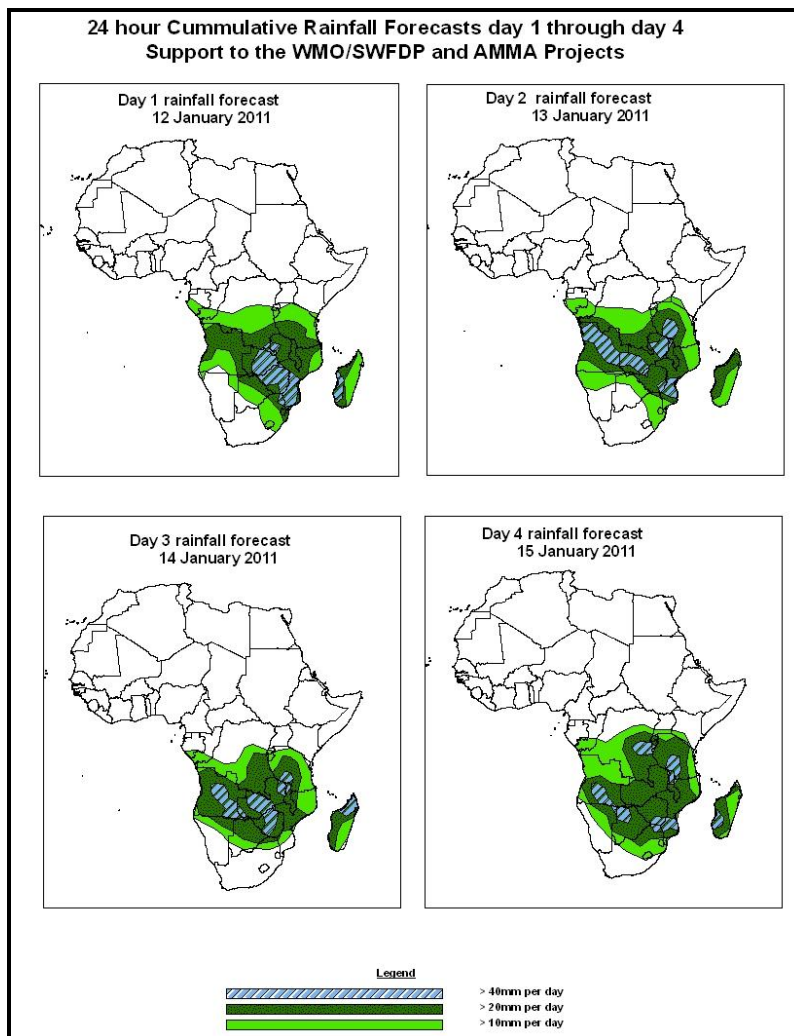 24 hour Cummulative Rainfall Forecasts day 1 through day 4
Support to the WMO/SWFDP and AMMA Projects
Day 1 rainfall forecast
12 January 2011
Day 2 rainfall forecast
13 January 2011
Day 3 rainfall forecast
14 January 2011
Day 4 rainfall forecast
15 January 2011
Legend
> 40mm per day
> 20mm per day
> 10mm per day